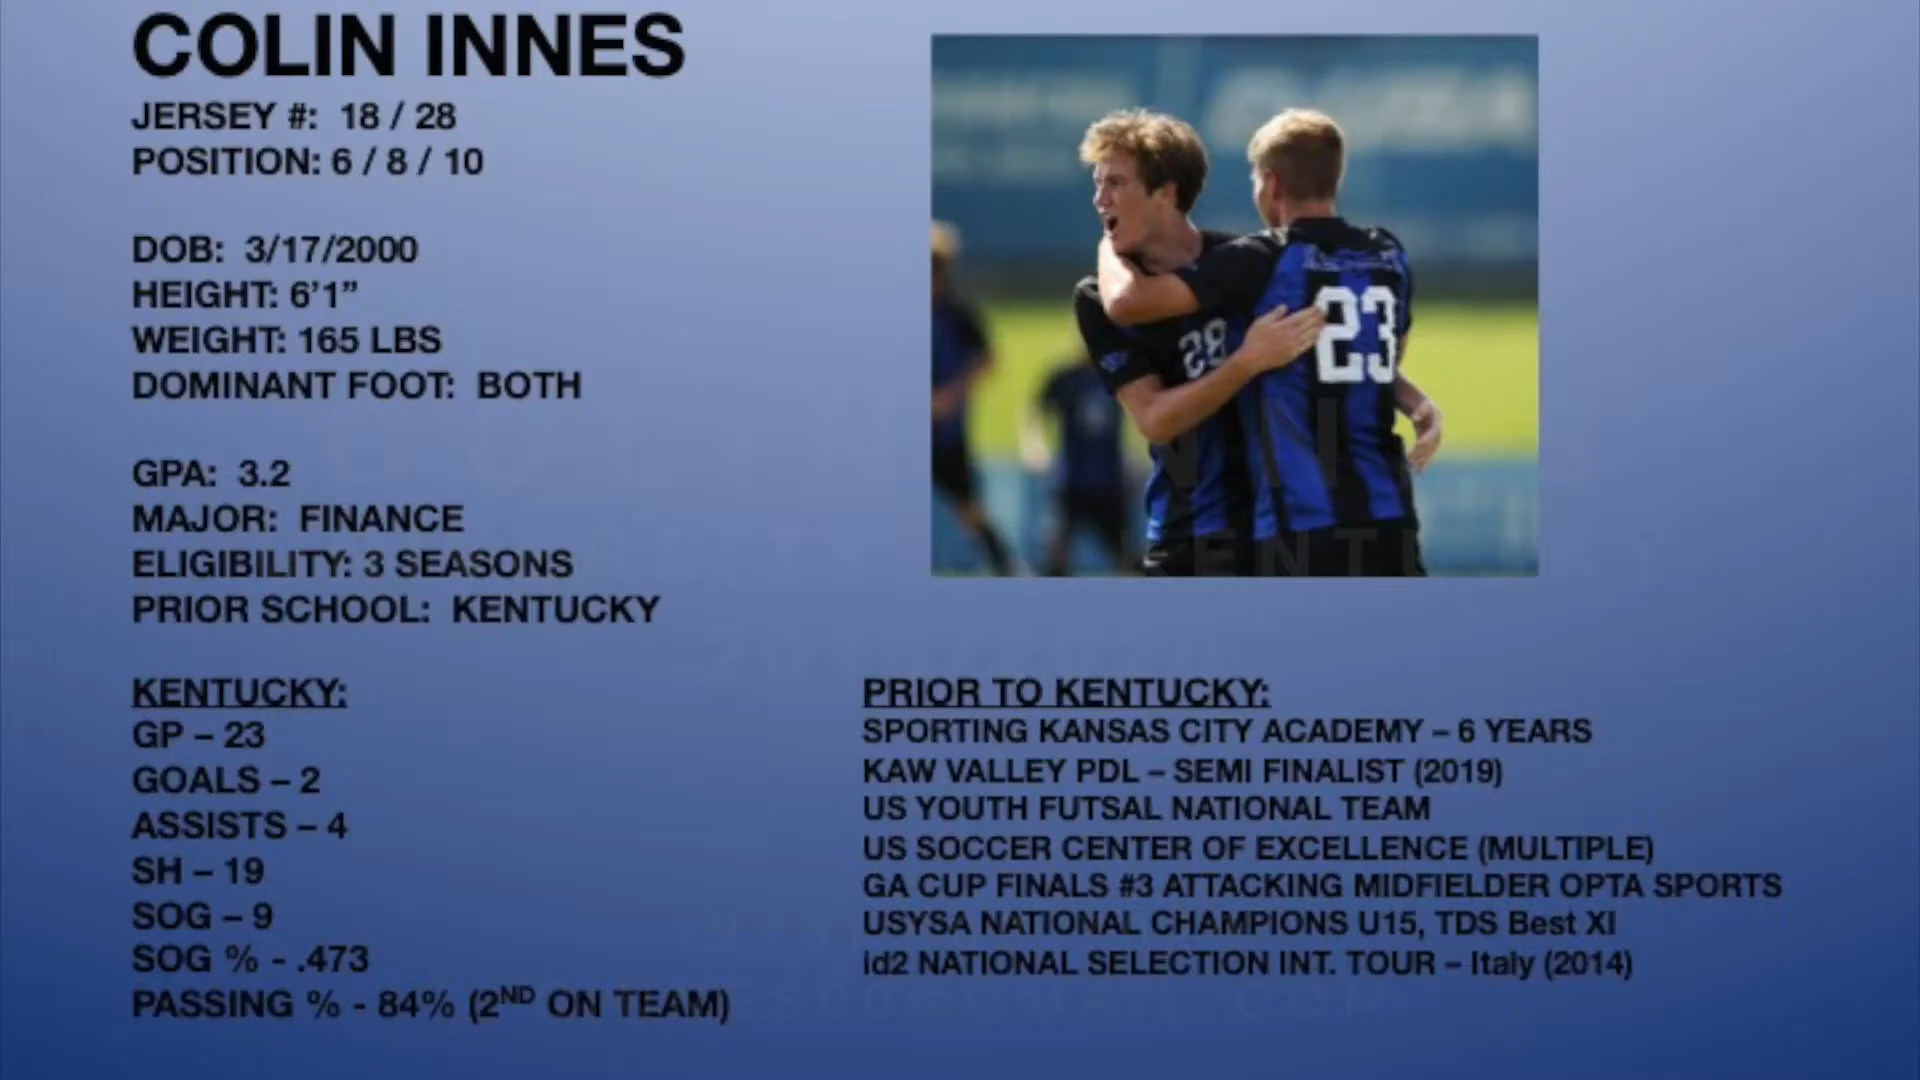 COLIN INNES
JERSEY #: 18 / 28
POSITION: 6 / 8 / 10
DOB: 3/17/2000
HEIGHT: 6’1”
WEIGHT: 165 LBS
DOMINANT FOOT: BOTH
GPA: 3.2
MAJOR: FINANCE
ELIGIBILITY: 3 SEASONS
PRIOR SCHOOL: KENTUCKY
KENTUCKY:
GP – 23
GOALS – 2
ASSISTS – 4
SH – 19
SOG – 9
SOG % - .473
PASSING % - 84% (2ND ON TEAM)
28
23
PRIOR TO KENTUCKY:
SPORTING KANSAS CITY ACADEMY – 6 YEARS
KAW VALLEY PDL – SEMI FINALIST (2019)
US YOUTH FUTSAL NATIONAL TEAM
US SOCCER CENTER OF EXCELLENCE (MULTIPLE)
GA CUP FINALS #3 ATTACKING MIDFIELDER OPTA SPORTS
USYSA NATIONAL CHAMPIONS U15, TDS Best XI
id2 NATIONAL SELECTION INT. TOUR – Italy (2014)